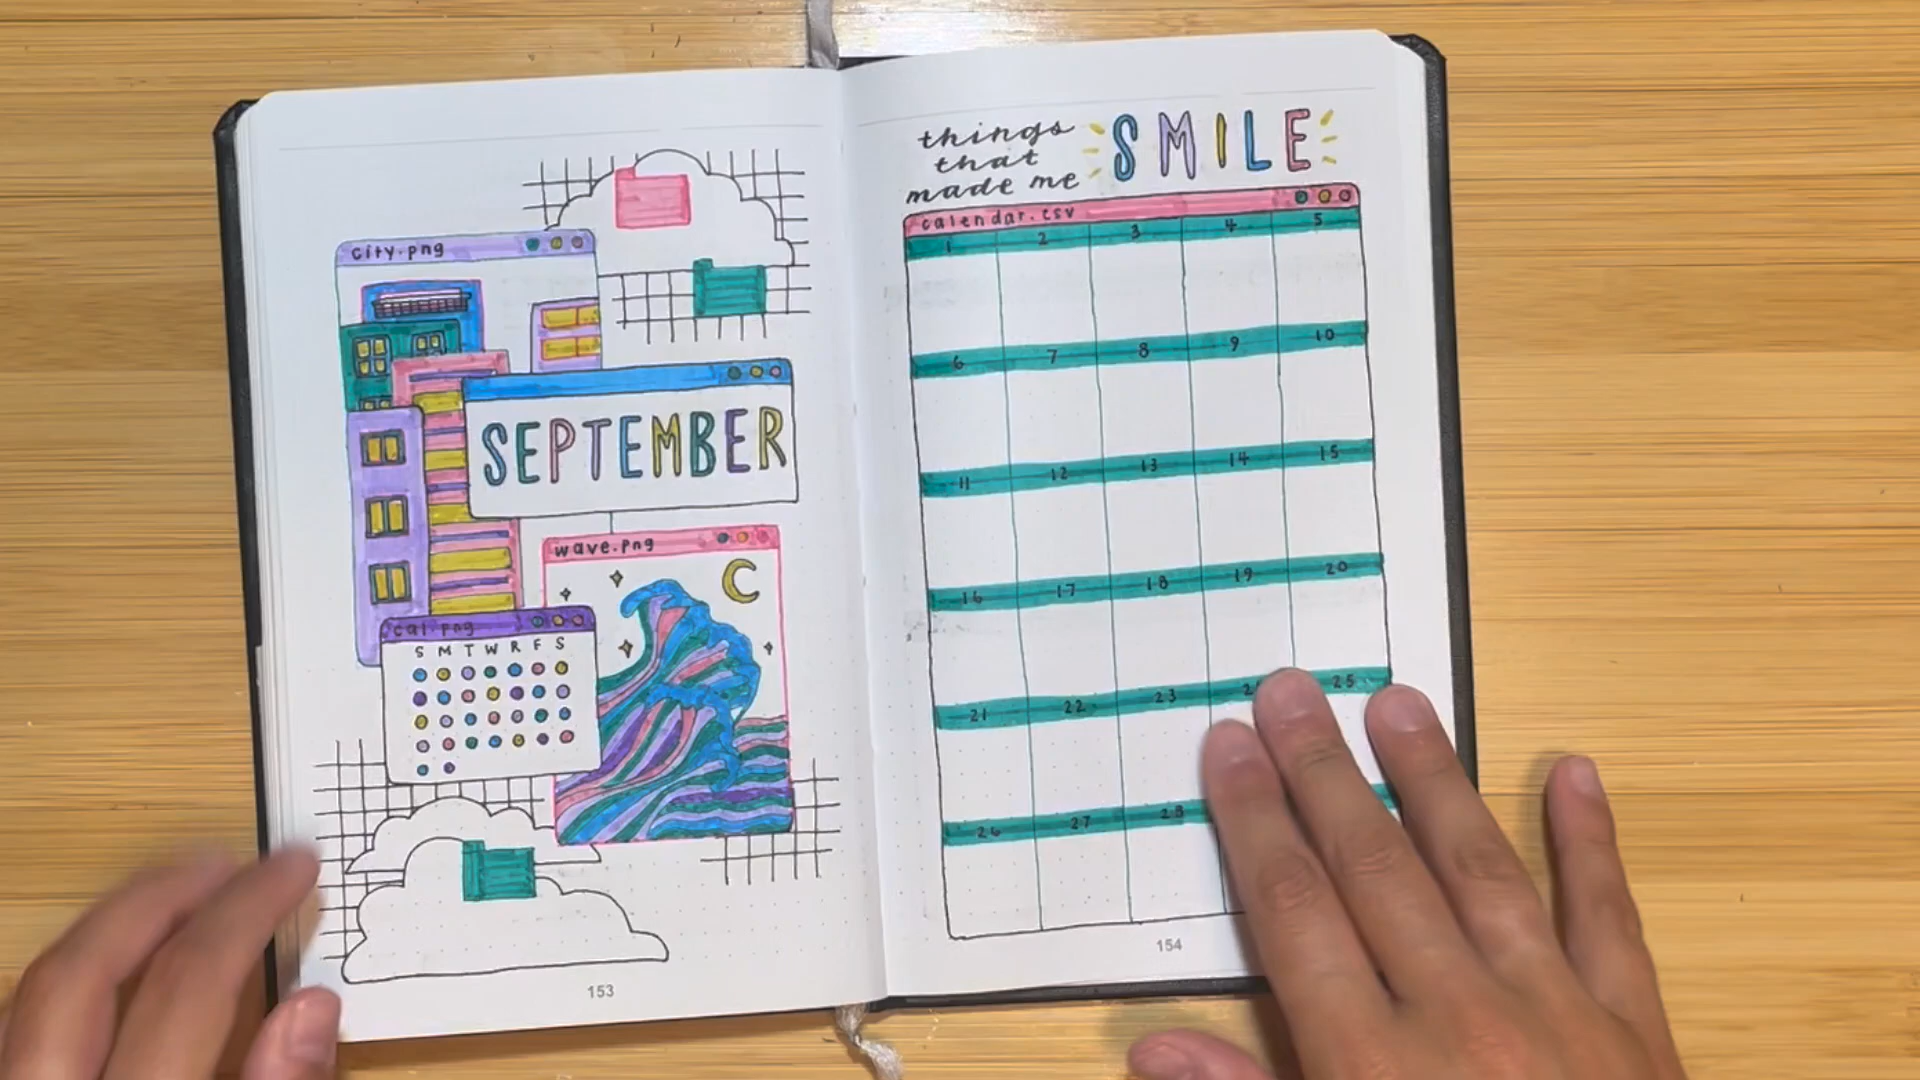 city.png
SEPTEMBER
wave.png
cal.png
S M T W R F S
153
things
that
made me
SMILE
calendar.csv
1 2 3 4 5
6 7 8 9 10
11 12 13 14 15
16 17 18 19 20
21 22 23 25
26 27 28
154